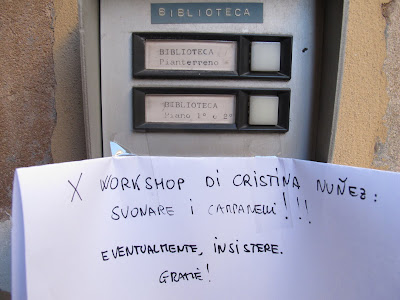 BIBLIOTECA
BIBLIOTECA
Pianterreno
BIBLIOTECA
Piano 1° e 2°
X WORKSHOP DI CRISTINA NUÑEZ:
SUONARE I CAMPANELLI!!!
EVENTUALMENTE, INSISTERE.
GRAZIE!